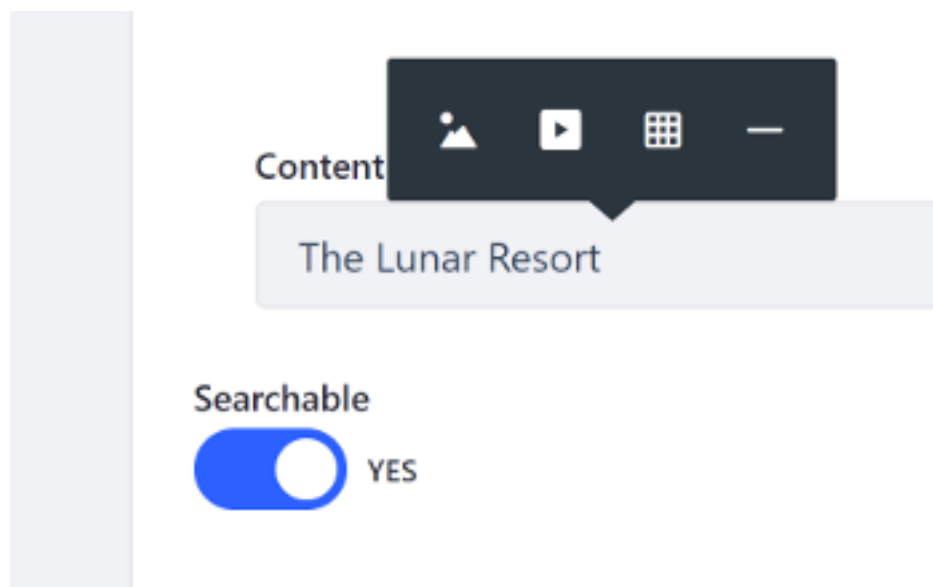 Content
The Lunar Resort
Searchable
YES